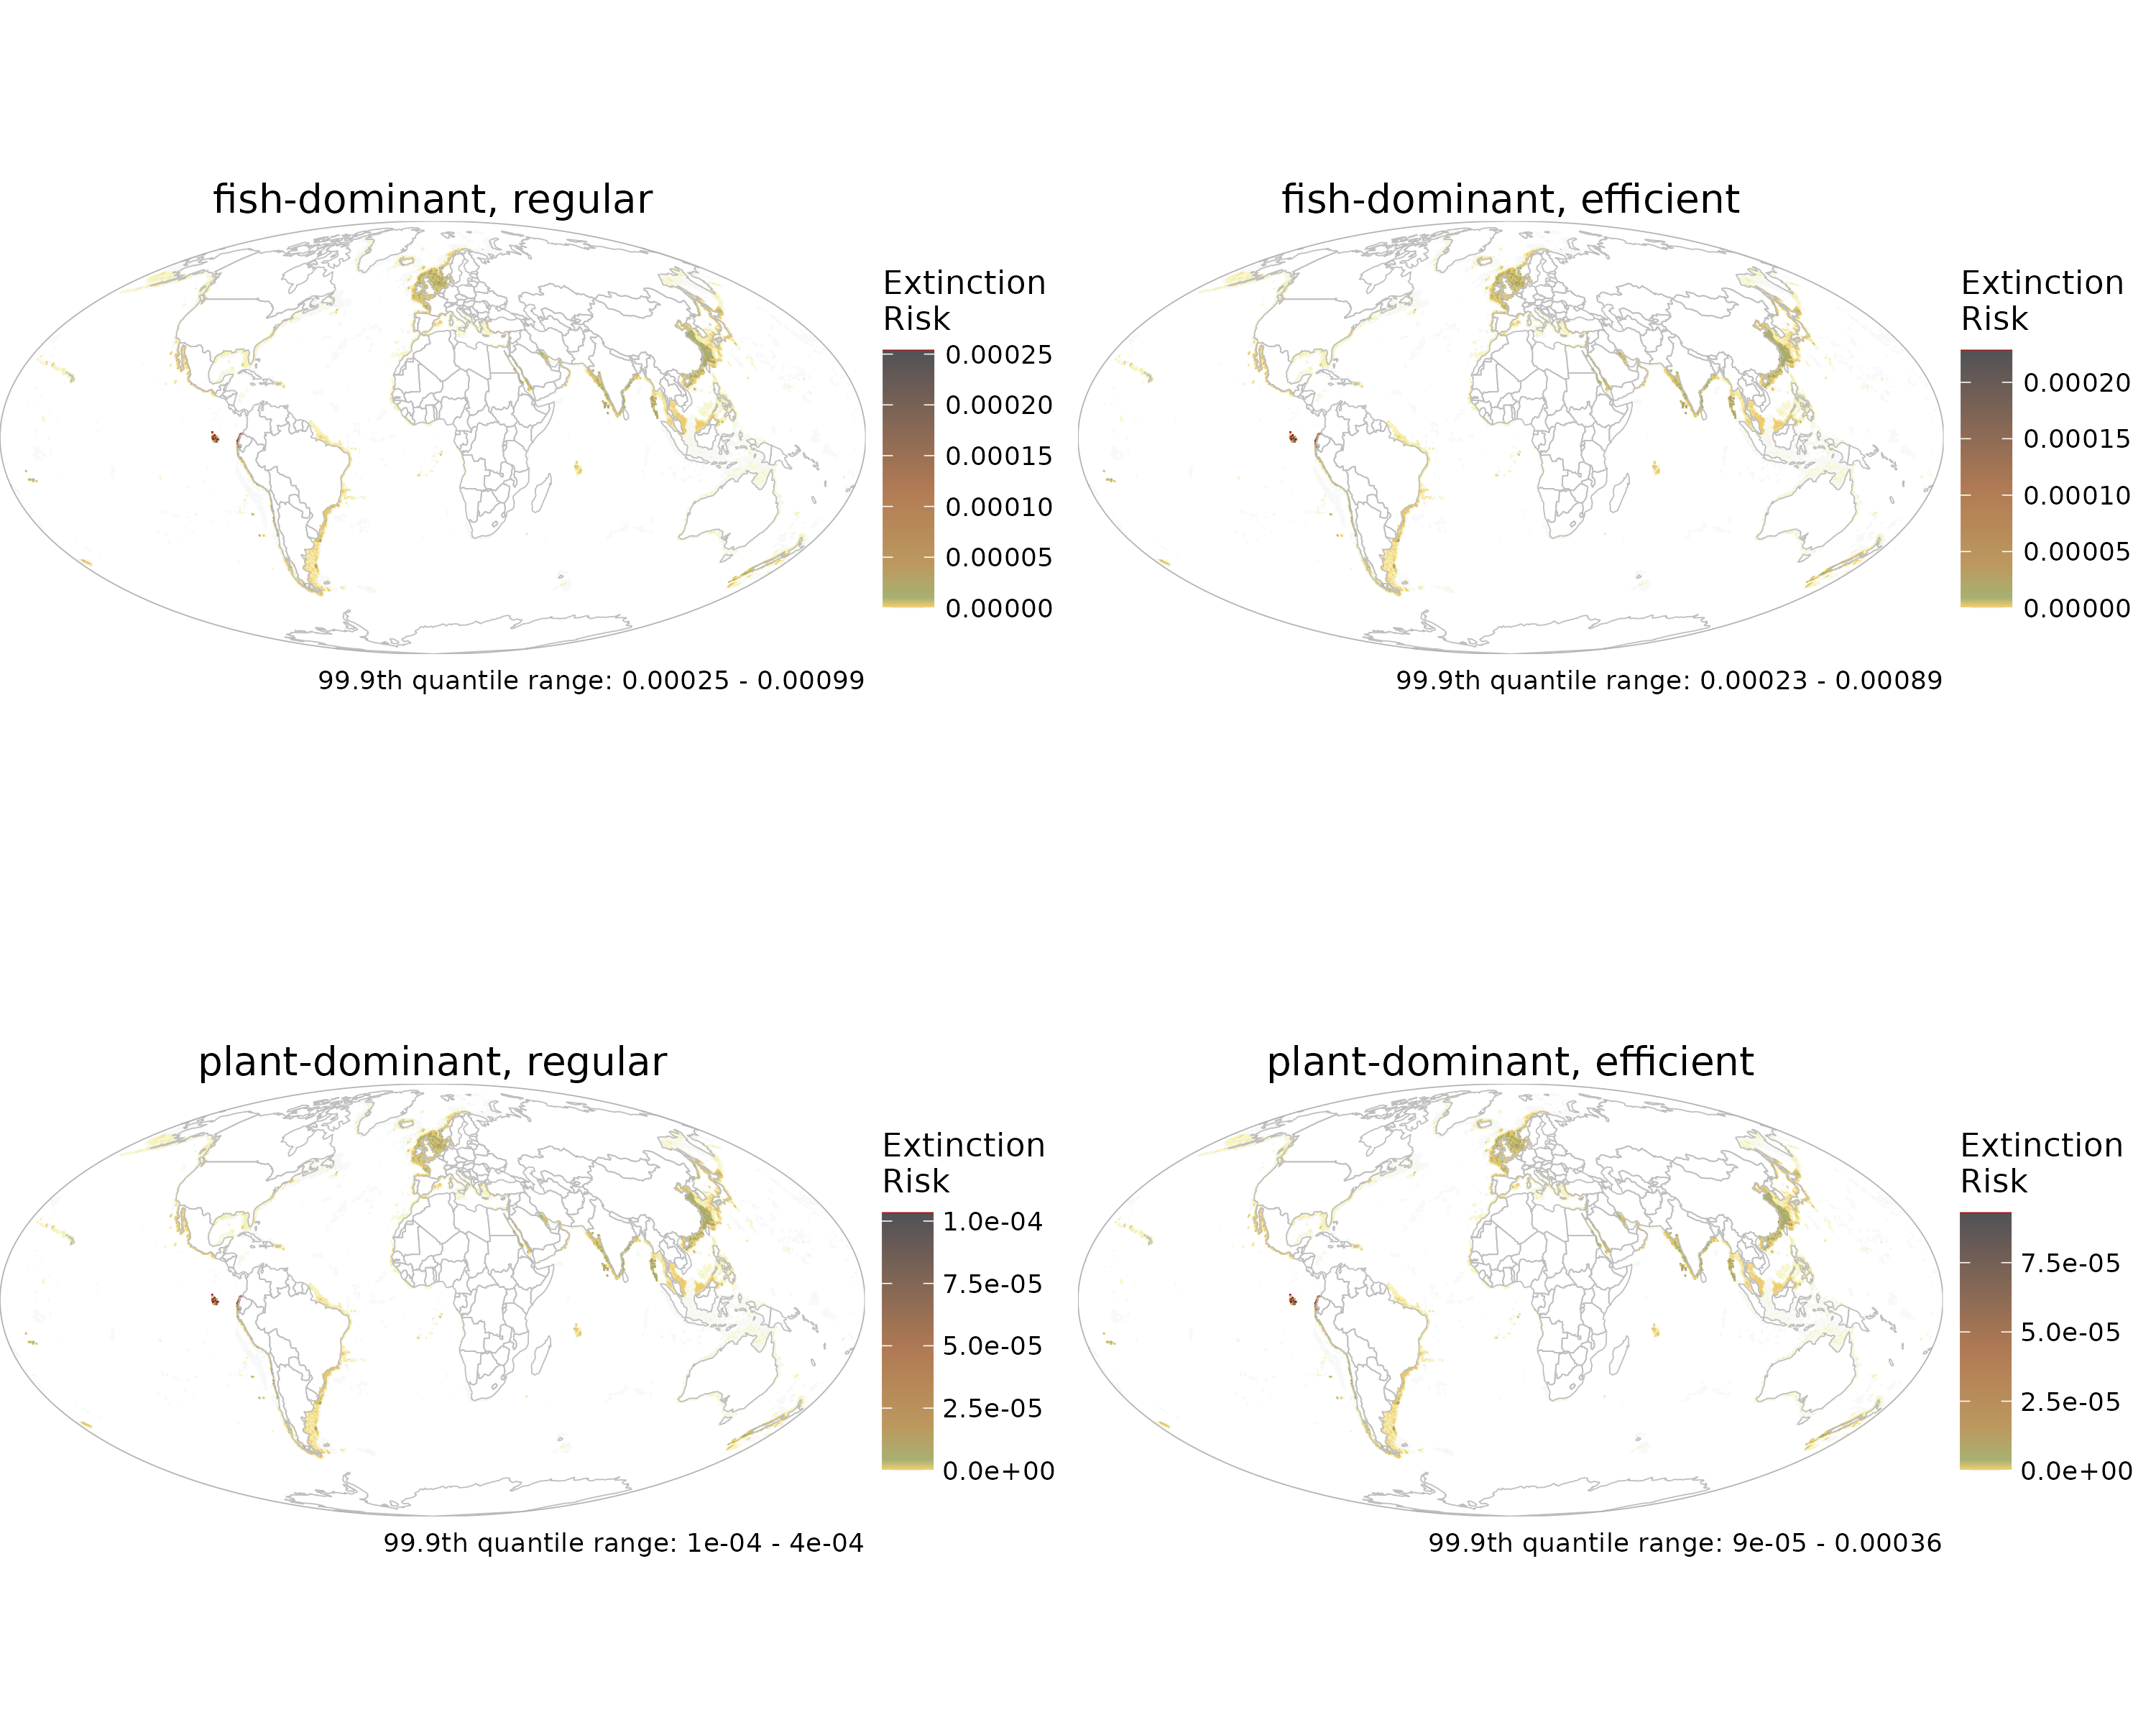 fish-dominant, regular
Extinction
Risk
0.00025
0.00020
0.00015
0.00010
0.00005
0.00000
99.9th quantile range: 0.00025 - 0.00099
fish-dominant, efficient
Extinction
Risk
0.00020
0.00015
0.00010
0.00005
0.00000
99.9th quantile range: 0.00023 - 0.00089
plant-dominant, regular
Extinction
Risk
1.0e-04
7.5e-05
5.0e-05
2.5e-05
0.0e+00
99.9th quantile range: 1e-04 - 4e-04
plant-dominant, efficient
Extinction
Risk
7.5e-05
5.0e-05
2.5e-05
0.0e+00
99.9th quantile range: 9e-05 - 0.00036